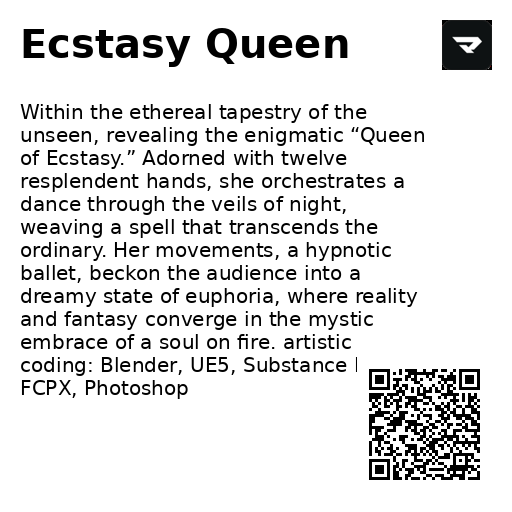 Ecstasy Queen
Within the ethereal tapestry of the
unseen, revealing the enigmatic “Queen
of Ecstasy.” Adorned with twelve
resplendent hands, she orchestrates a
dance through the veils of night,
weaving a spell that transcends the
ordinary. Her movements, a hypnotic
ballet, beckon the audience into a
dreamy state of euphoria, where reality
and fantasy converge in the mystic
embrace of a soul on fire. artistic
coding: Blender, UE5, Substance
FCPX, Photoshop